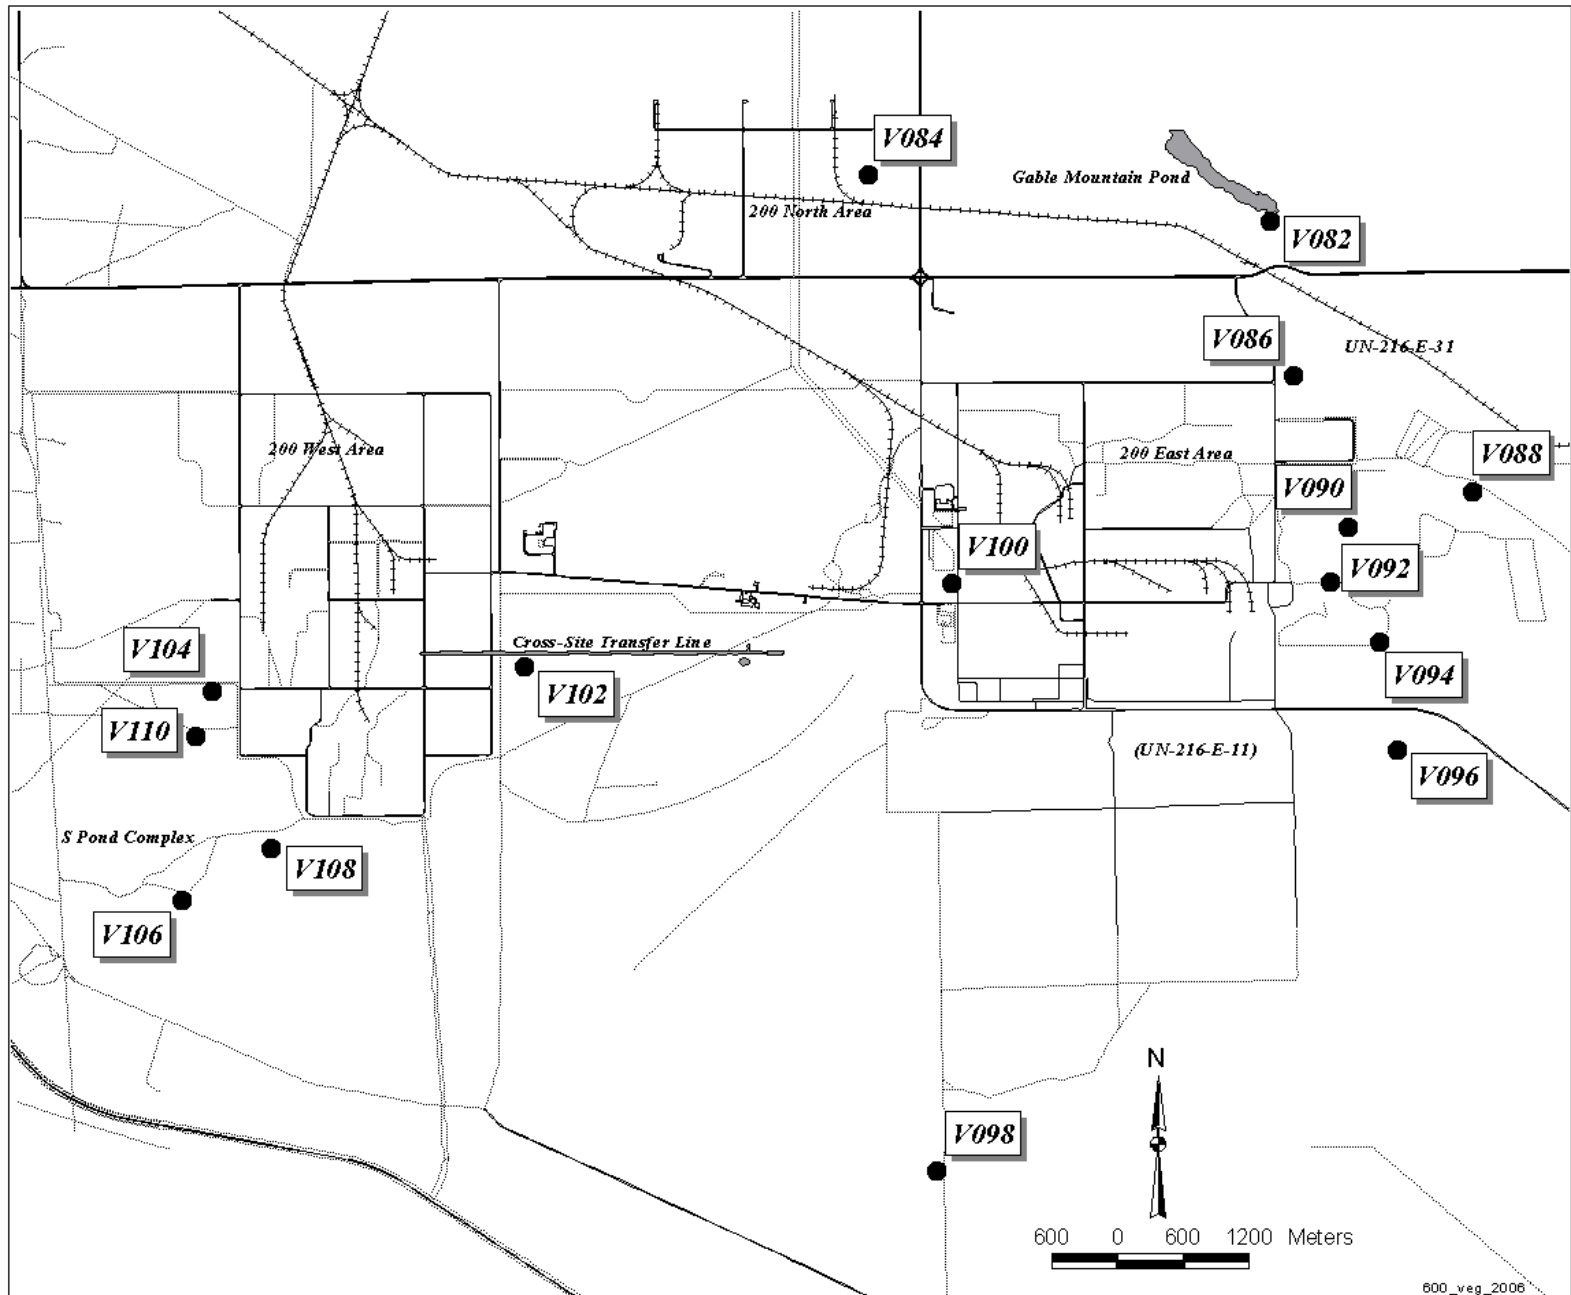 V084
Gable Mountain Pond
200 North Area
V082
V086
UN-216-E-31
200 West Area
200 East Area
V088
V090
V100
V092
Cross-Site Transfer Line
V104
V102
V094
V110
(UN-216-E-11)
V096
S Pond Complex
V108
V106
N
V098
600 0 600 1200 Meters
600_veg_2006